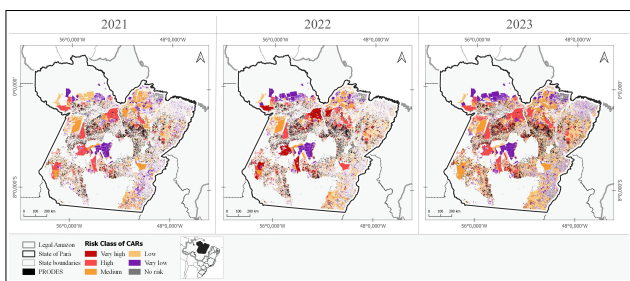 2021 2022 2023
56°0,000'W 48°0,000'W 56°0,000'W 48°0,000'W 56°0,000'W 48°0,000'W
0°0,000' 0°0,000'
8°0,000'S 8°0,000'S
0 100 200 km 0 100 200 km 0 100 200 km
56°0,000'W 48°0,000'W 56°0,000'W 48°0,000'W 56°0,000'W 48°0,000'W
Legal Amazon Risk Class of CARs
State of Pará Very high Low
State boundaries High Very low
PRODES Medium No risk